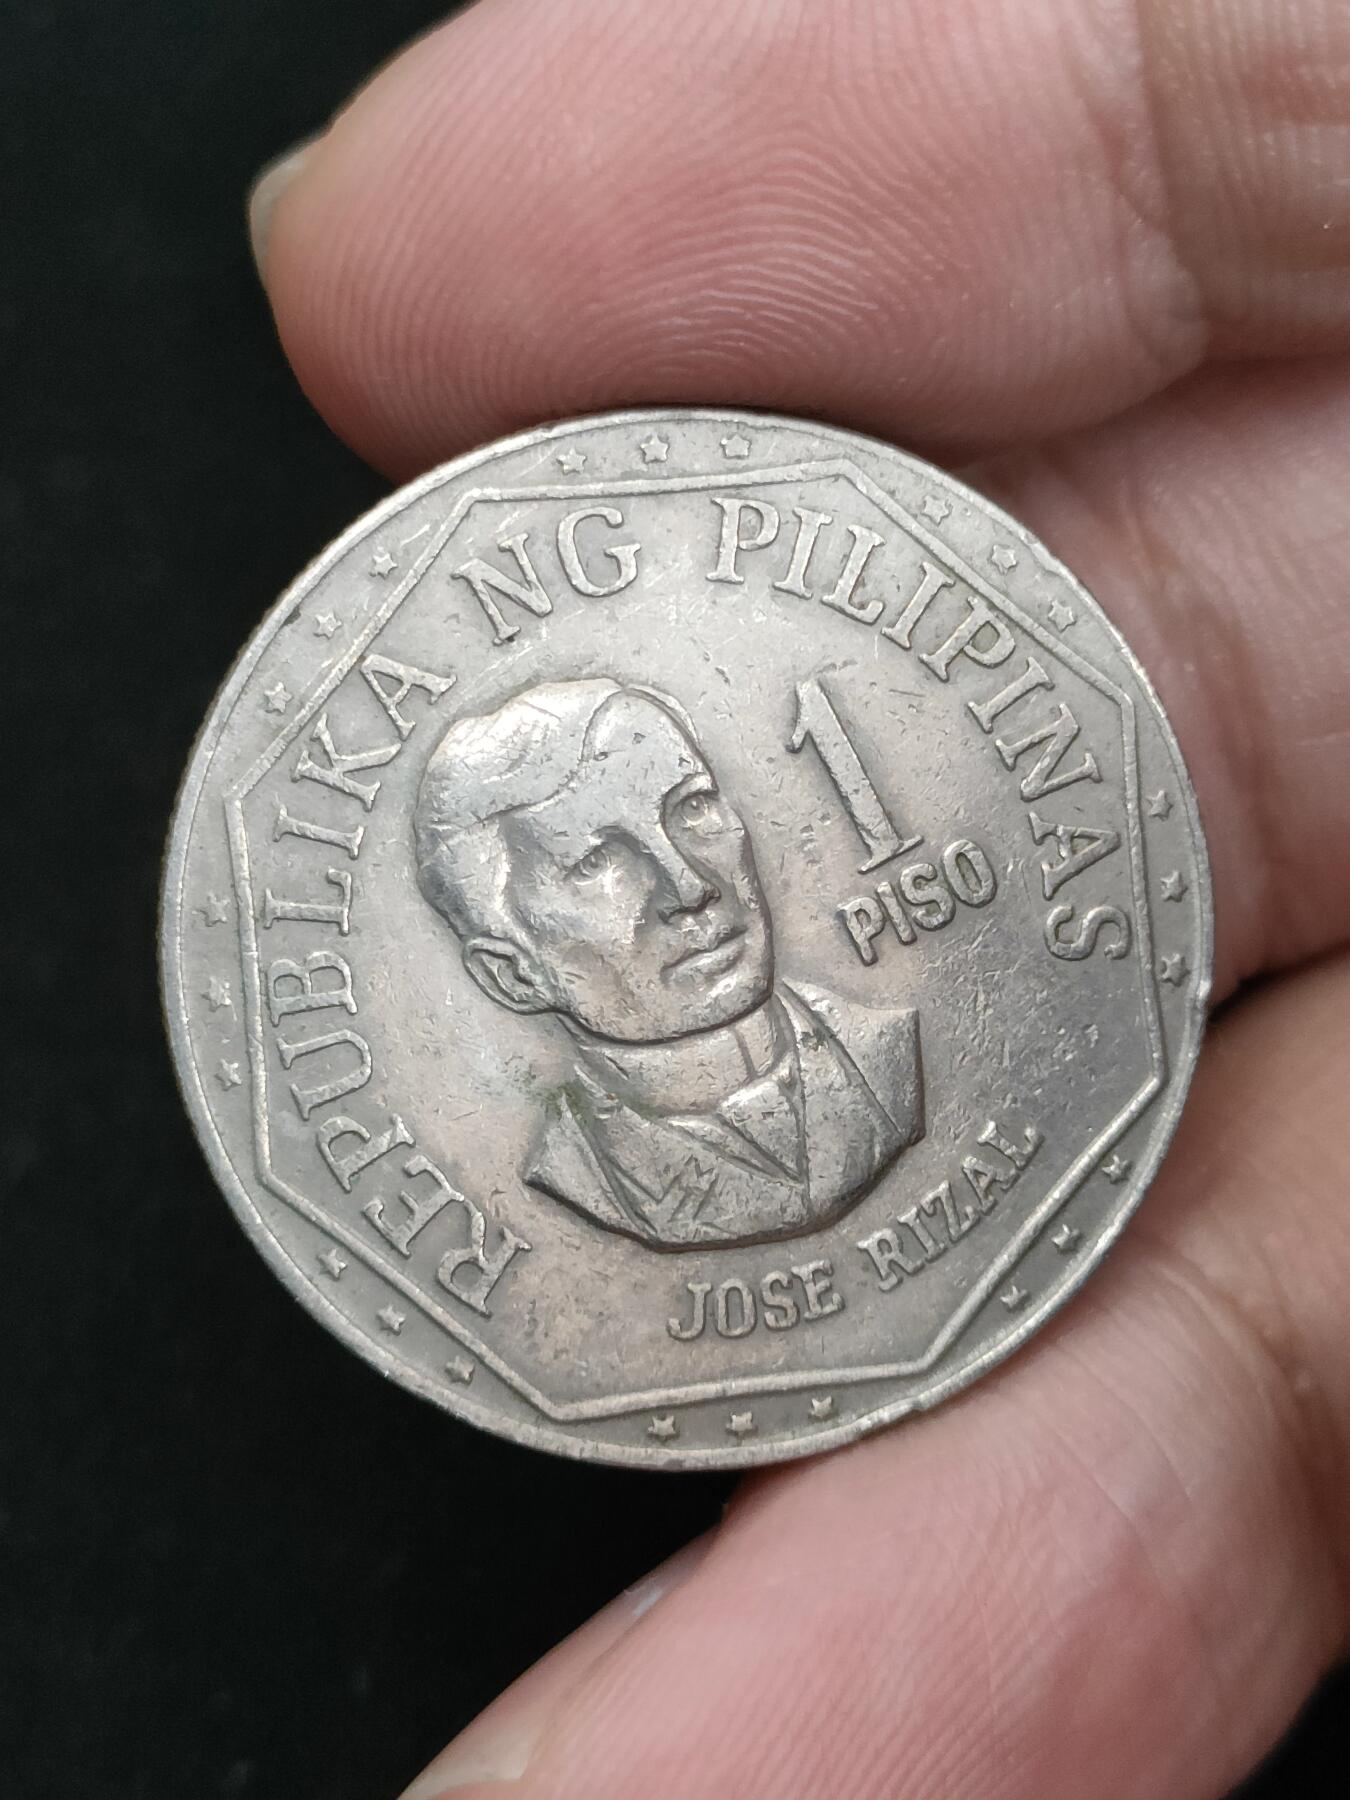 REPUBLIKA NG PILIPINAS
1
PISO
JOSE RIZAL